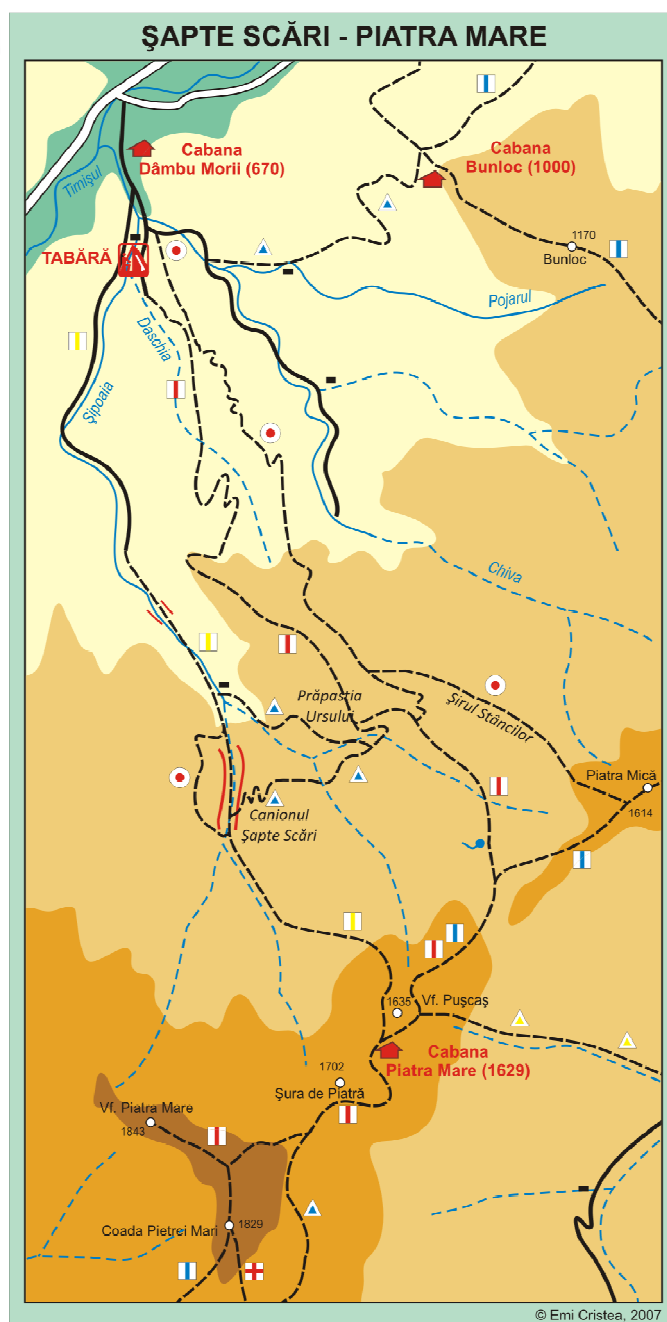 ŞAPTE SCĂRI - PIATRA MARE
Cabana
Dâmbu Morii (670)
Cabana
Bunloc (1000)
Timişul
1170
Bunloc
TABĂRĂ
Pojarul
Daschia
Şipoaia
Chiva
Prăpastia
Ursului
Şirul Stâncilor
Piatra Mică
1614
Canionul
Şapte Scări
1635
Vf. Puşcaş
Cabana
Piatra Mare (1629)
1702
Şura de Piatră
Vf. Piatra Mare
1843
Coada Pietrei Mari
1829
© Emi Cristea, 2007